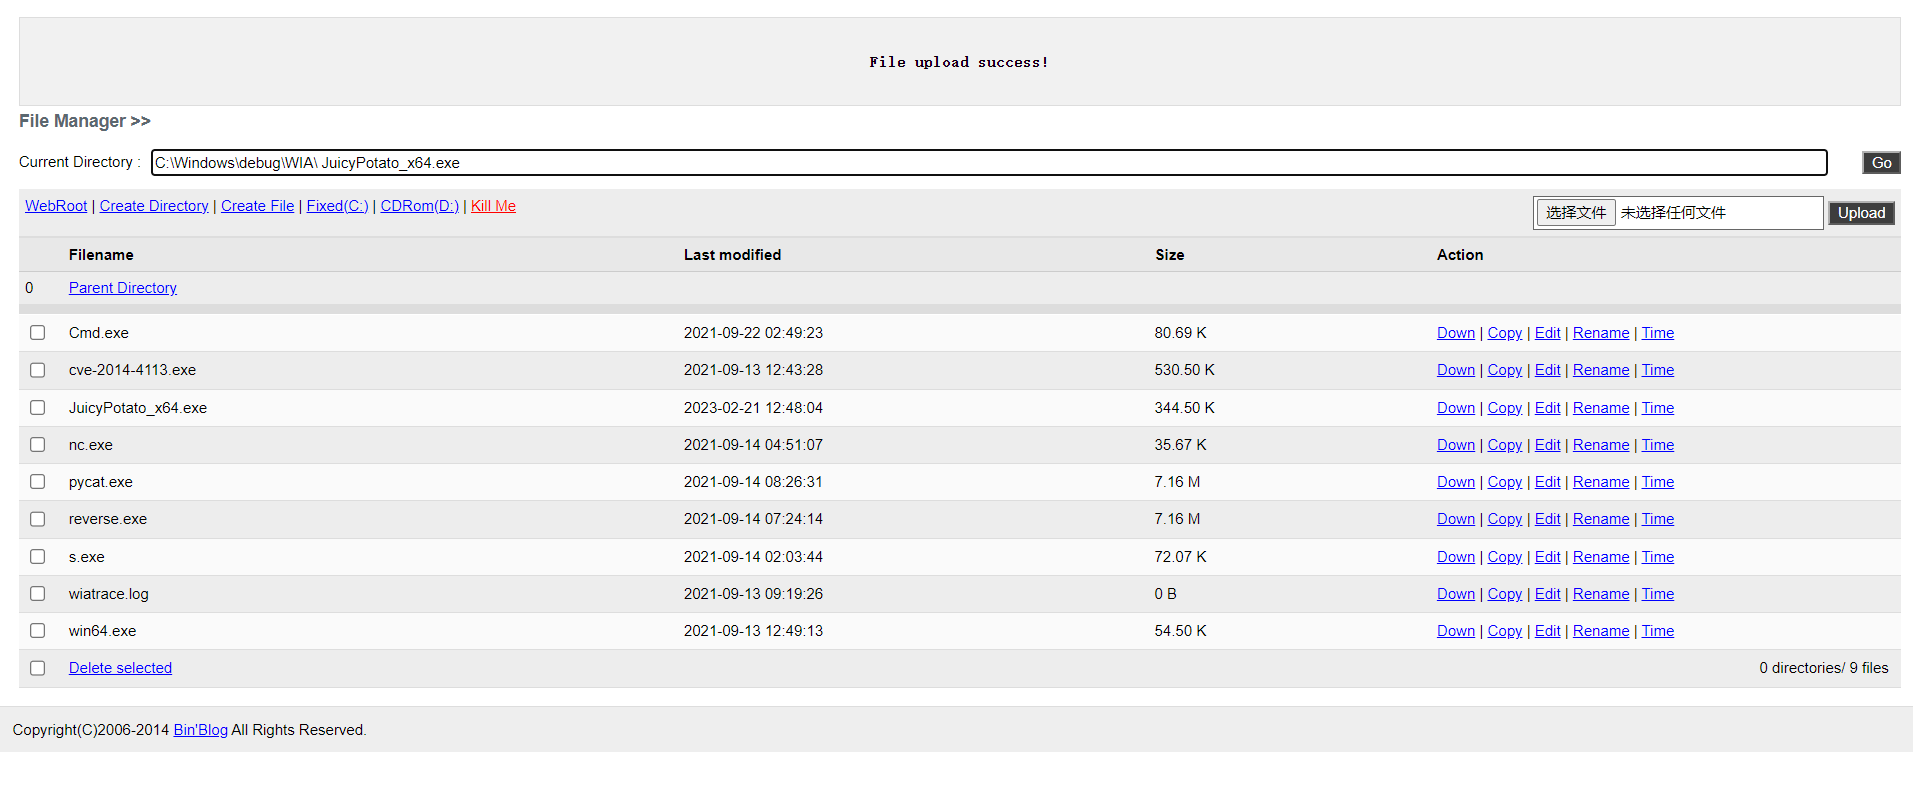 File upload success!
File Manager >>
Current Directory : C:\Windows\debug\WIA\ JuicyPotato_x64.exe Go
WebRoot | Create Directory | Create File | Fixed(C:) | CDRom(D:) | Kill Me 选择文件 未选择任何文件 Upload
Filename Last modified Size Action
0 Parent Directory
Cmd.exe 2021-09-22 02:49:23 80.69 K Down | Copy | Edit | Rename | Time
cve-2014-4113.exe 2021-09-13 12:43:28 530.50 K Down | Copy | Edit | Rename | Time
JuicyPotato_x64.exe 2023-02-21 12:48:04 344.50 K Down | Copy | Edit | Rename | Time
nc.exe 2021-09-14 04:51:07 35.67 K Down | Copy | Edit | Rename | Time
pycat.exe 2021-09-14 08:26:31 7.16 M Down | Copy | Edit | Rename | Time
reverse.exe 2021-09-14 07:24:14 7.16 M Down | Copy | Edit | Rename | Time
s.exe 2021-09-14 02:03:44 72.07 K Down | Copy | Edit | Rename | Time
wiatrace.log 2021-09-13 09:19:26 0 B Down | Copy | Edit | Rename | Time
win64.exe 2021-09-13 12:49:13 54.50 K Down | Copy | Edit | Rename | Time
Delete selected 0 directories/ 9 files
Copyright(C)2006-2014 Bin'Blog All Rights Reserved.